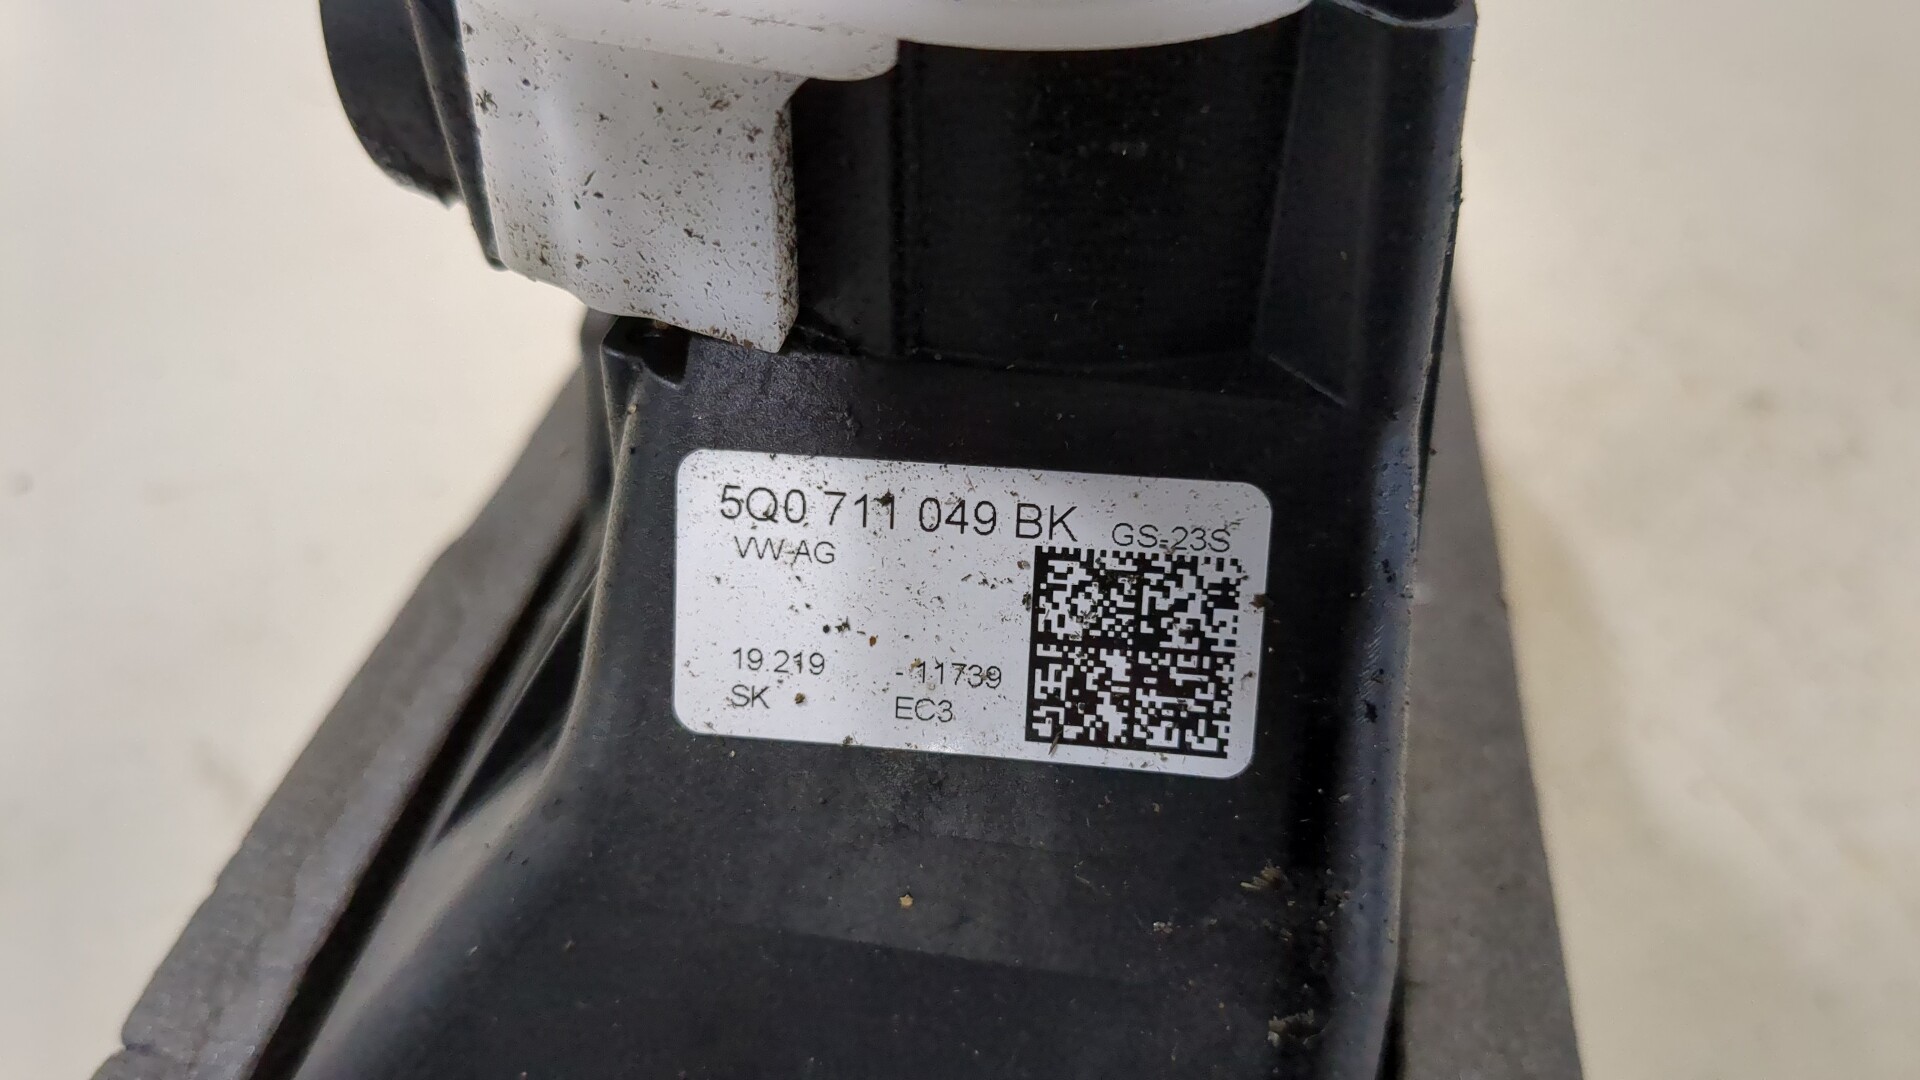 5Q0 711 049 BK GS-23S
VW-AG
19.219 - 11739
SK EC3